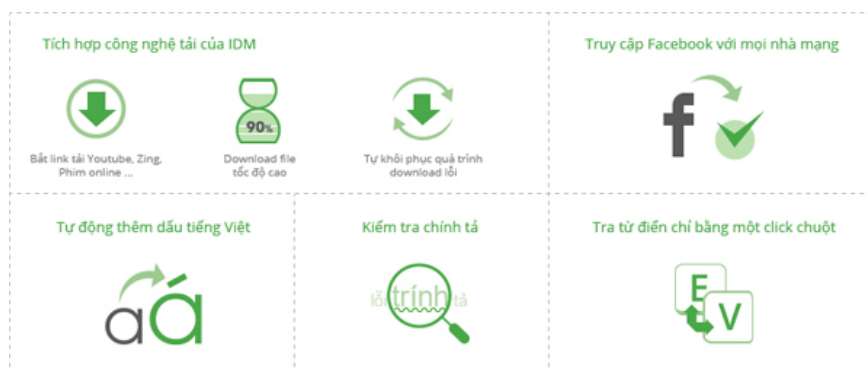 Tích hợp công nghệ tải của IDM
Bắt link tải Youtube, Zing,
Phim online ...
90%
Download file
tốc độ cao
Tự khôi phục quá trình
download lỗi
Truy cập Facebook với mọi nhà mạng
f
Tự động thêm dấu tiếng Việt
a á
Kiểm tra chính tả
lỗi trính tả
Tra từ điển chỉ bằng một click chuột
E
V